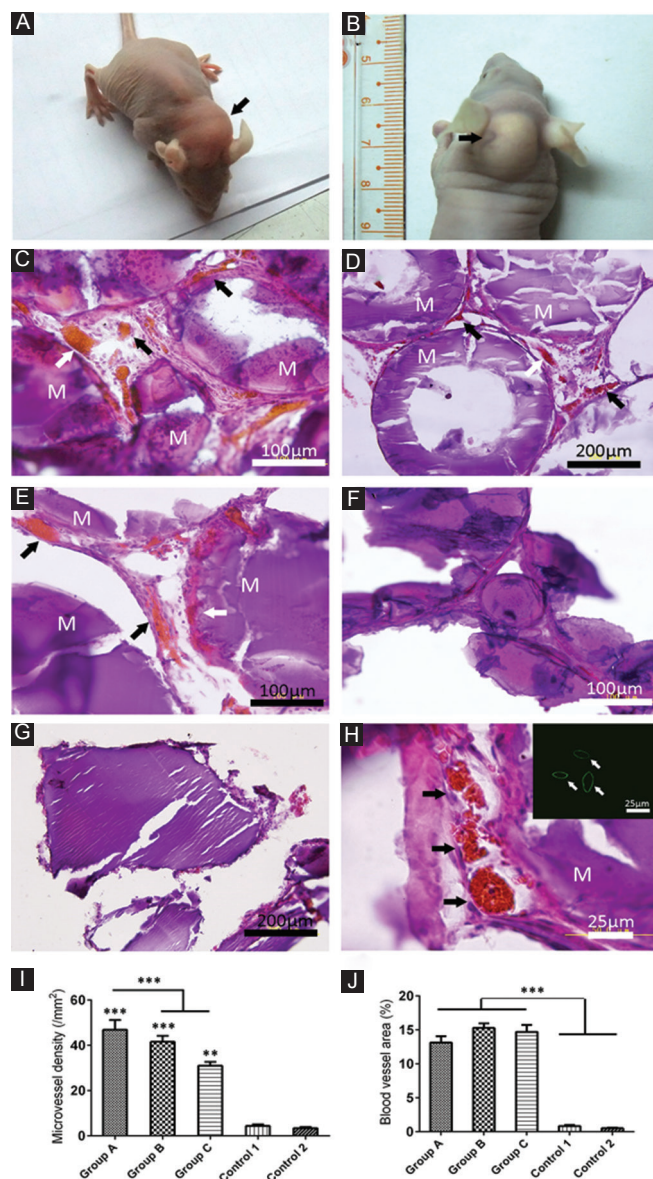 A
B
5
6
7
8
9
C
M
M
M
100µm
D
M
M
M
200µm
E
M
M
M
100µm
F
100µm
G
200µm
H
25µm
M
25µm
I
Microvessel density (/mm²)
60
40
20
0
***
***
***
**
Group A
Group B
Group C
Control 1
Control 2
J
Blood vessel area (%)
20
15
10
5
0
***
Group A
Group B
Group C
Control 1
Control 2